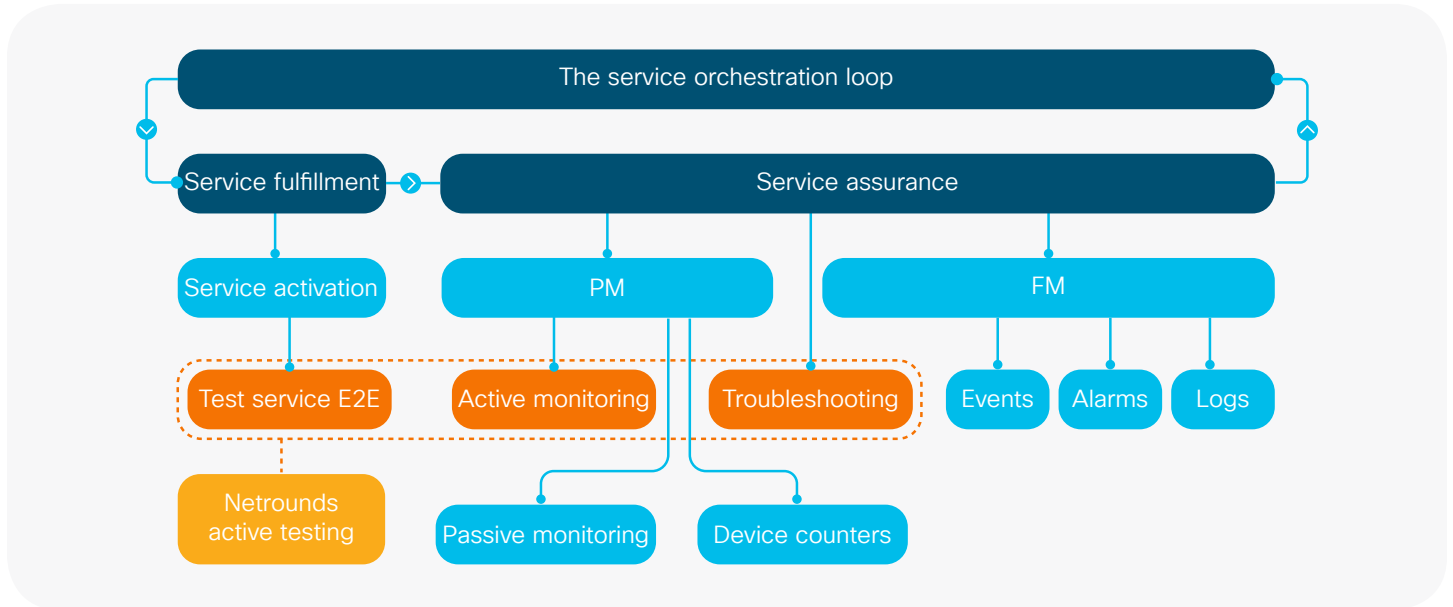 The service orchestration loop
Service fulfillment
Service assurance
Service activation
PM
FM
Test service E2E
Active monitoring
Troubleshooting
Events
Alarms
Logs
Netrounds
active testing
Passive monitoring
Device counters